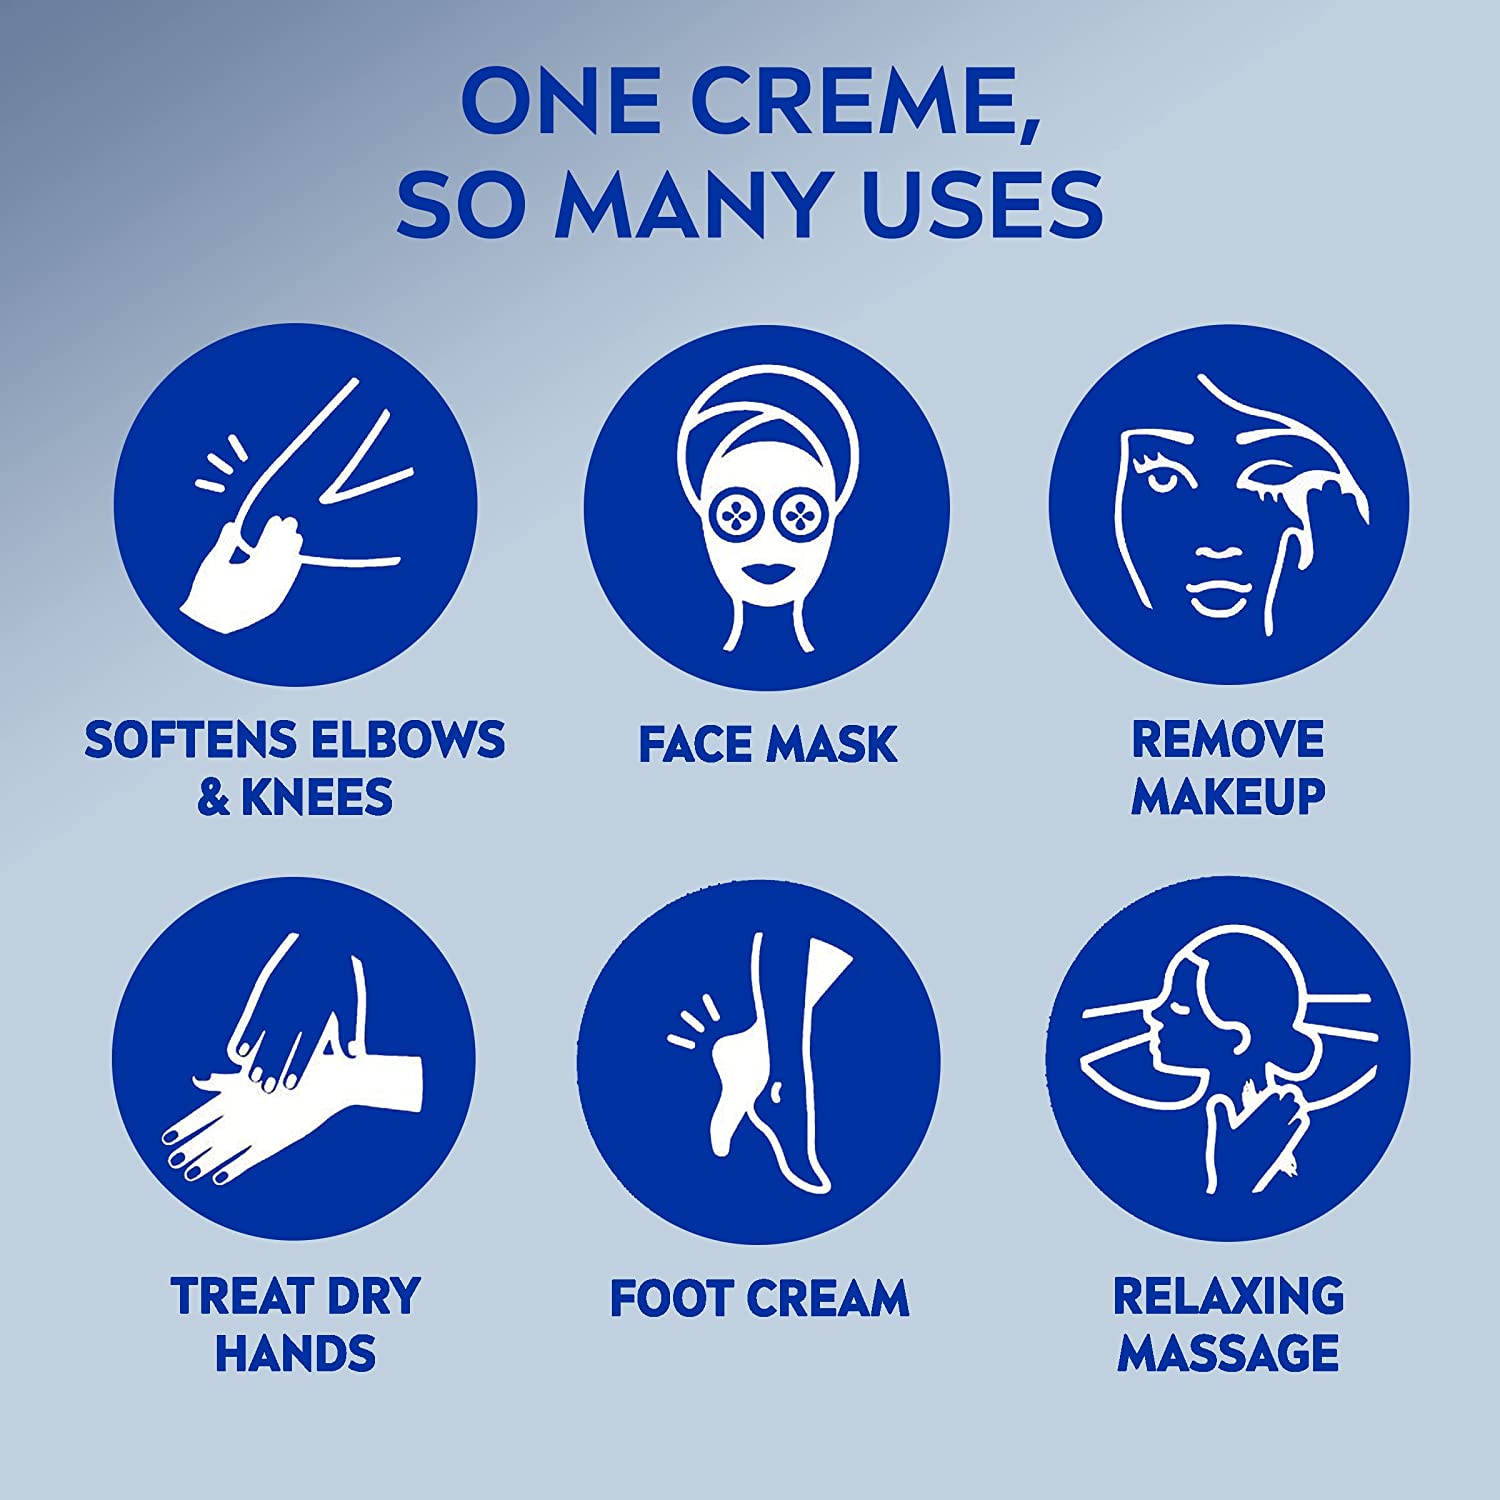 ONE CREME,
SO MANY USES
SOFTENS ELBOWS
& KNEES
FACE MASK
REMOVE
MAKEUP
TREAT DRY
HANDS
FOOT CREAM
RELAXING
MASSAGE